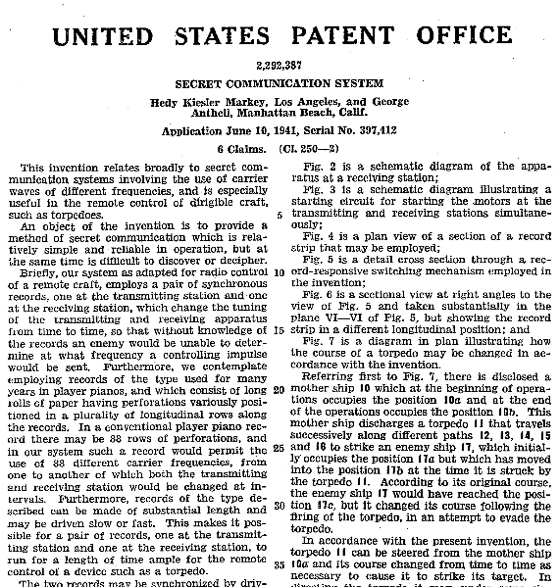 UNITED STATES PATENT OFFICE
2,292,387
SECRET COMMUNICATION SYSTEM
Hedy Kiesler Markey, Los Angeles, and George
Antheil, Manhattan Beach, Calif.
Application June 10, 1941, Serial No. 397,412
6 Claims. (Cl. 250—2)
This invention relates broadly to secret com-
munication systems involving the use of carrier
waves of different frequencies, and is especially
useful in the remote control of dirigible craft,
such as torpedoes.
An object of the invention is to provide a
method of secret communication which is rela-
tively simple and reliable in operation, but at
the same time is difficult to discover or decipher.
Briefly, our system as adapted for radio control
of a remote craft, employs a pair of synchronous
records, one at the transmitting station and one
at the receiving station, which change the tuning
of the transmitting and receiving apparatus
from time to time, so that without knowledge of
the records an enemy would be unable to deter-
mine at what frequency a controlling impulse
would be sent. Furthermore, we contemplate
employing records of the type used for many
years in player pianos, and which consist of long
rolls of paper having perforations variously posi-
tioned in a plurality of longitudinal rows along
the records. In a conventional player piano rec-
ord there may be 88 rows of perforations, and
in our system such a record would permit the
use of 88 different carrier frequencies, from
one to another of which both the transmitting
and receiving station would be changed at in-
tervals. Furthermore, records of the type de-
scribed can be made of substantial length and
may be driven slow or fast. This makes it pos-
sible for a pair of records, one at the transmit-
ting station and one at the receiving station, to
run for a length of time ample for the remote
control of a device such as a torpedo.
The two records may be synchronized by driv-
Fig. 2 is a schematic diagram of the appa-
ratus at a receiving station;
Fig. 3 is a schematic diagram illustrating a
starting circuit for starting the motors at the
5 transmitting and receiving stations simultane-
ously;
Fig. 4 is a plan view of a section of a record
strip that may be employed;
Fig. 5 is a detail cross section through a rec-
10 ord-responsive switching mechanism employed in
the invention;
Fig. 6 is a sectional view at right angles to the
view of Fig. 5 and taken substantially in the
plane VI—VI of Fig. 5, but showing the record
15 strip in a different longitudinal position; and
Fig. 7 is a diagram in plan illustrating how
the course of a torpedo may be changed in ac-
cordance with the invention.
Referring first to Fig. 7, there is disclosed a
20 mother ship 10 which at the beginning of opera-
tions occupies the position 10a and at the end
of the operations occupies the position 10b. This
mother ship discharges a torpedo 11 that travels
successively along different paths 12, 13, 14, 15
25 and 16 to strike an enemy ship 17, which initial-
ly occupies the position 17a but which has moved
into the position 17b at the time it is struck by
the torpedo 11. According to its original course,
the enemy ship 17 would have reached the posi-
30 tion 17c, but it changed its course following the
firing of the torpedo, in an attempt to evade the
torpedo.
In accordance with the present invention, the
torpedo 11 can be steered from the mother ship
35 10a and its course changed from time to time as
necessary to cause it to strike its target. In